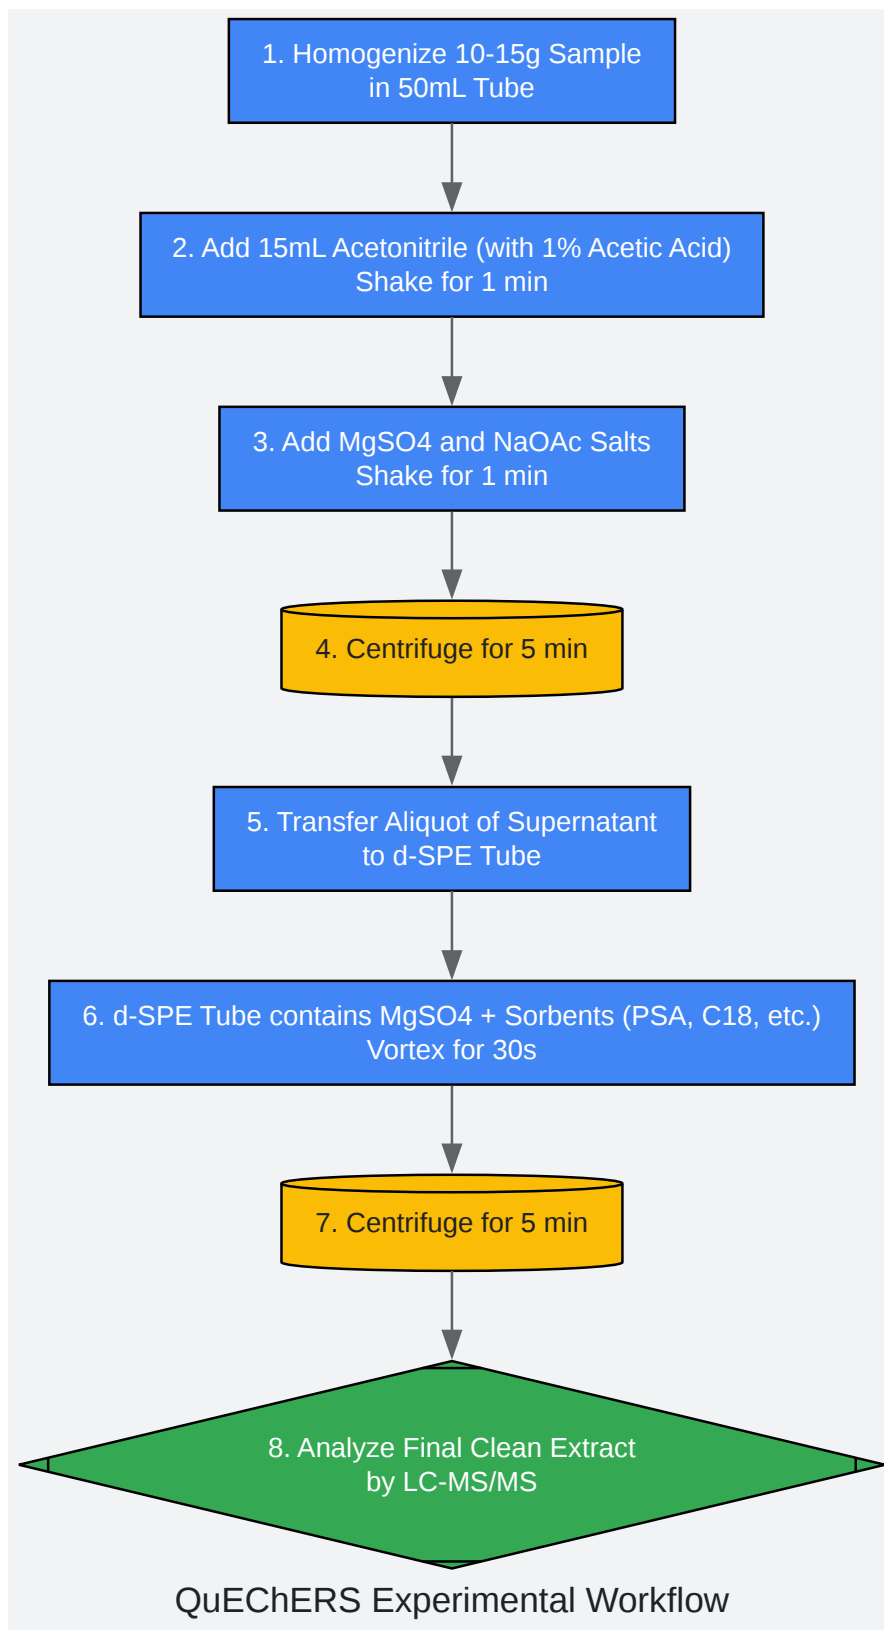 1. Homogenize 10-15g Sample
in 50mL Tube
2. Add 15mL Acetonitrile (with 1% Acetic Acid)
Shake for 1 min
3. Add MgSO4 and NaOAc Salts
Shake for 1 min
4. Centrifuge for 5 min
5. Transfer Aliquot of Supernatant
to d-SPE Tube
6. d-SPE Tube contains MgSO4 + Sorbents (PSA, C18, etc.)
Vortex for 30s
7. Centrifuge for 5 min
8. Analyze Final Clean Extract
by LC-MS/MS
QuEChERS Experimental Workflow